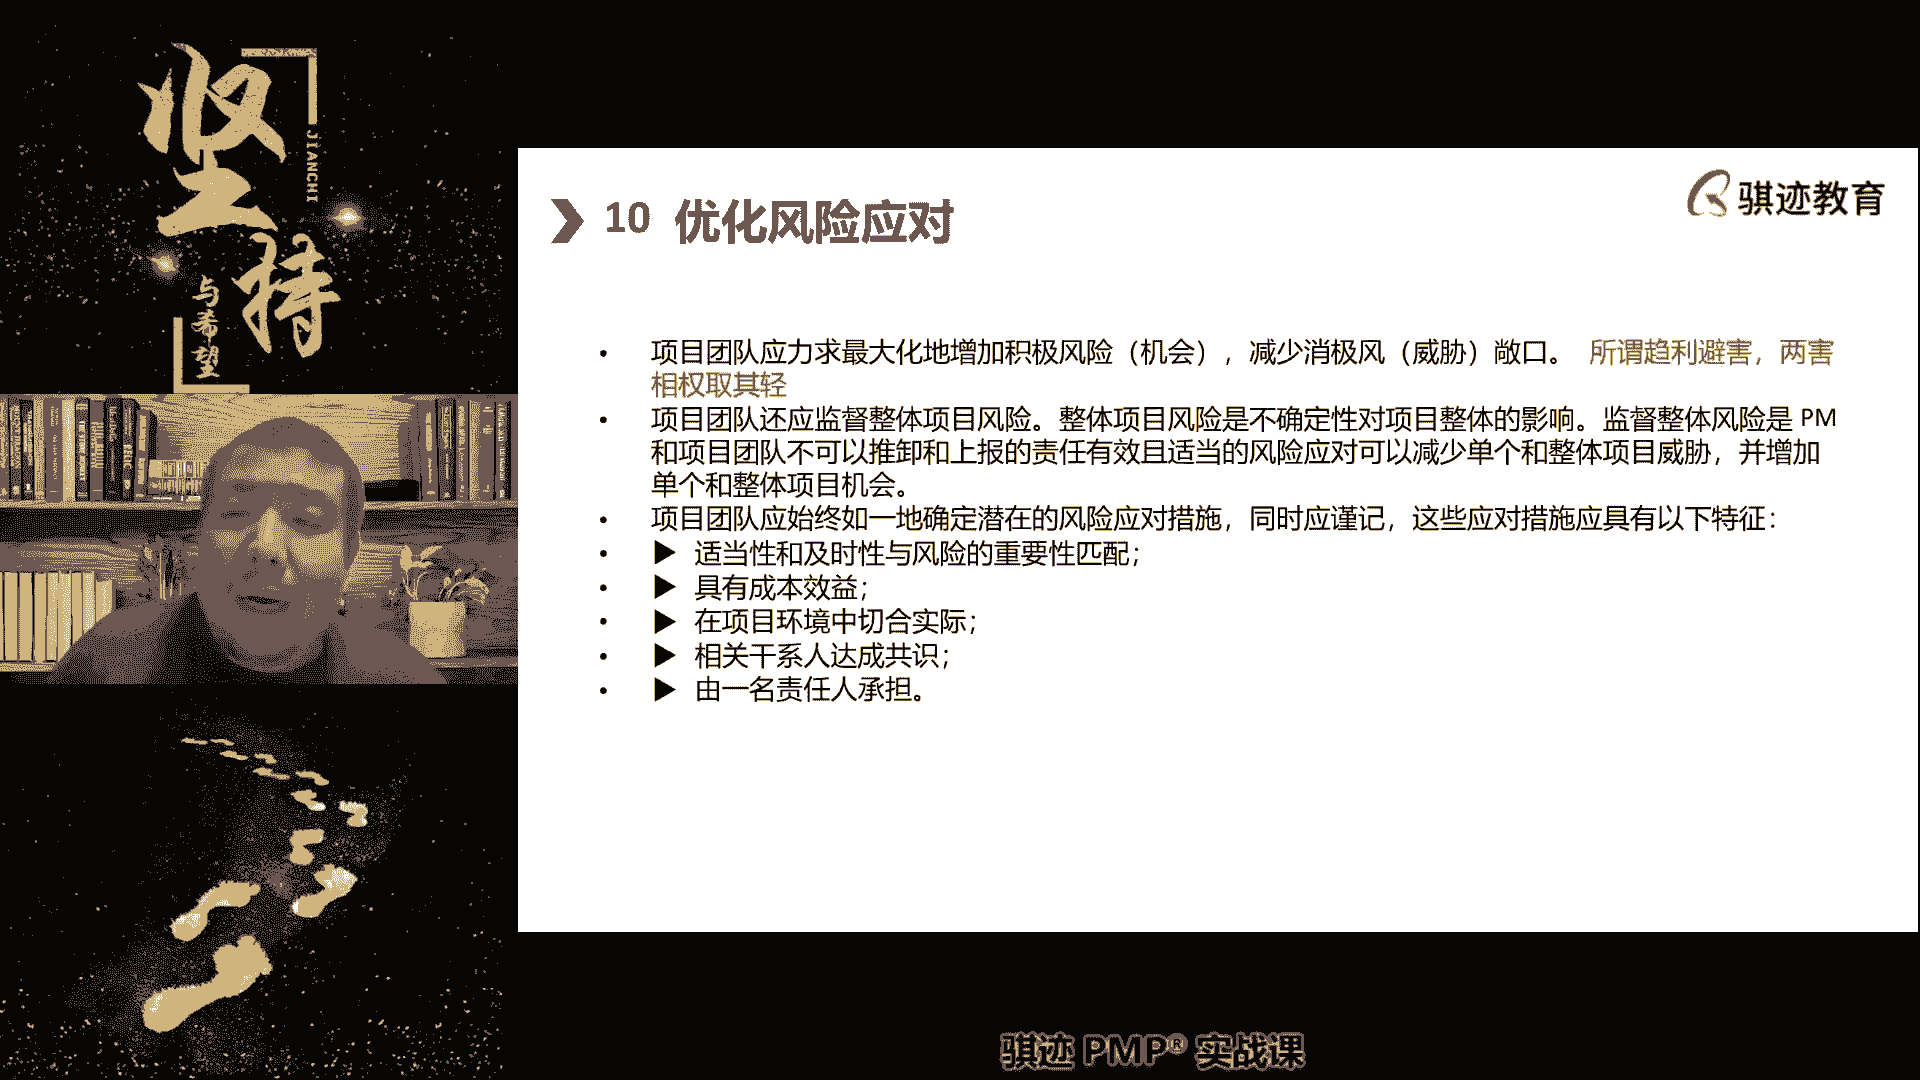 坚持
JIANCHI
与希望
骐迹教育
10 优化风险应对
• 项目团队应力求最大化地增加积极风险（机会），减少消极风（威胁）敞口。 所谓趋利避害，两害
相权取其轻
• 项目团队还应监督整体项目风险。整体项目风险是不确定性对项目整体的影响。监督整体风险是 PM
和项目团队不可以推卸和上报的责任有效且适当的风险应对可以减少单个和整体项目威胁，并增加
单个和整体项目机会。
• 项目团队应始终如一地确定潜在的风险应对措施，同时应谨记，这些应对措施应具有以下特征：
• ▶ 适当性和及时性与风险的重要性匹配；
• ▶ 具有成本效益；
• ▶ 在项目环境中切合实际；
• ▶ 相关干系人达成共识；
• ▶ 由一名责任人承担。
骐迹 PMP® 实战课